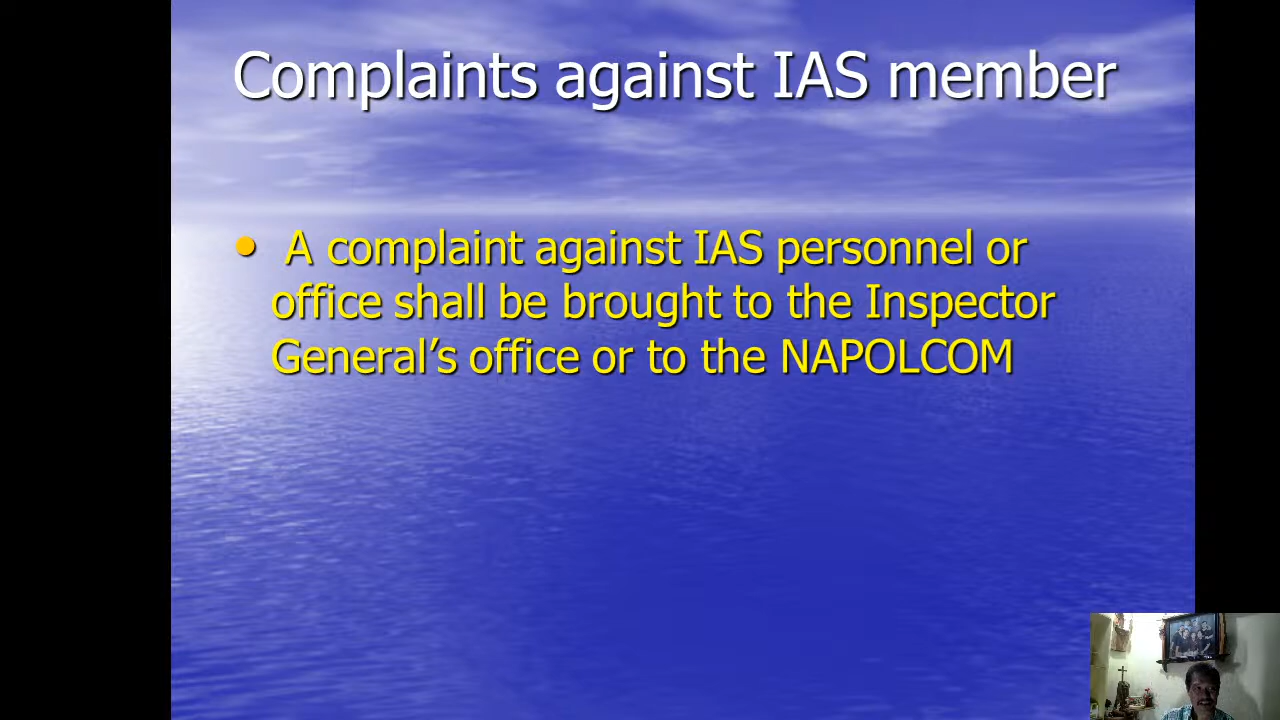 Complaints against IAS member
• A complaint against IAS personnel or
office shall be brought to the Inspector
General’s office or to the NAPOLCOM